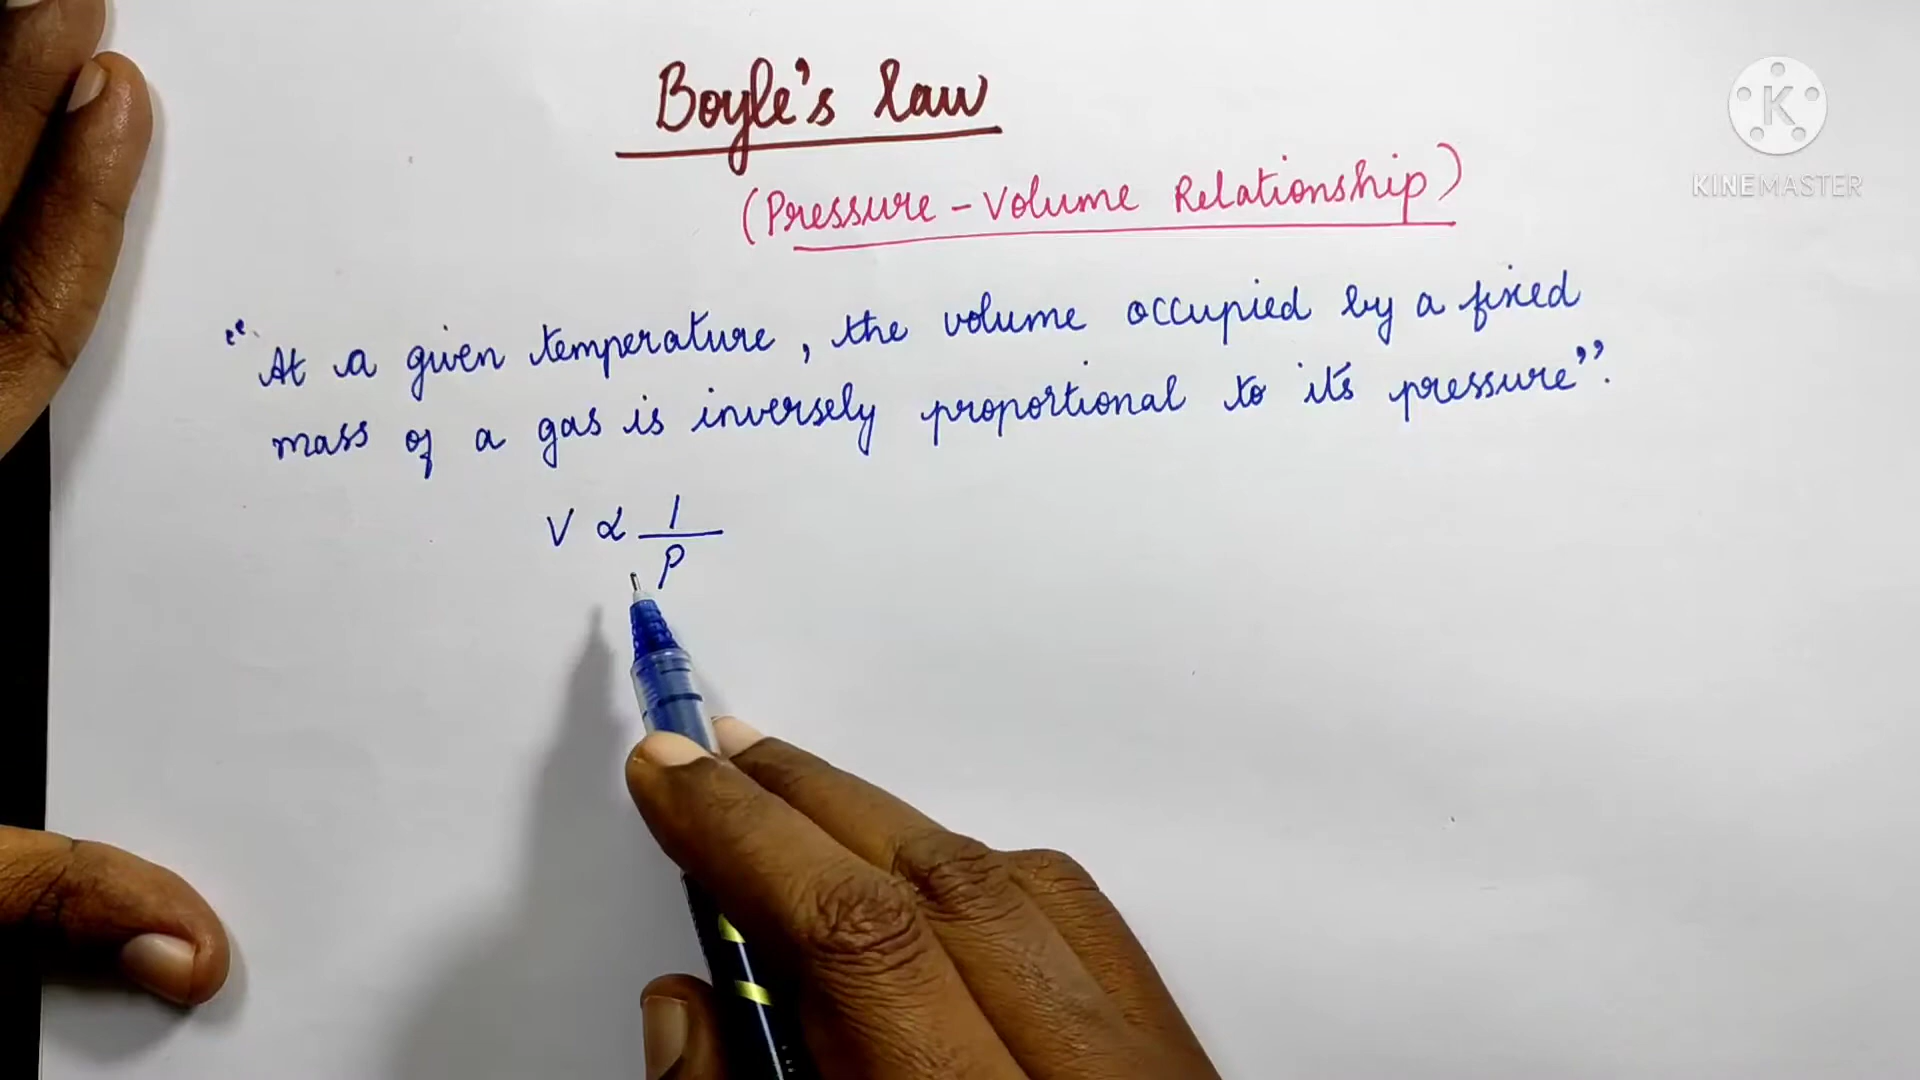 Boyle's law
(Pressure-Volume Relationship)
"At a given temperature, the volume occupied by a fixed
mass of a gas is inversely proportional to its pressure".
V ∝ 1/P
K
KINEMASTER